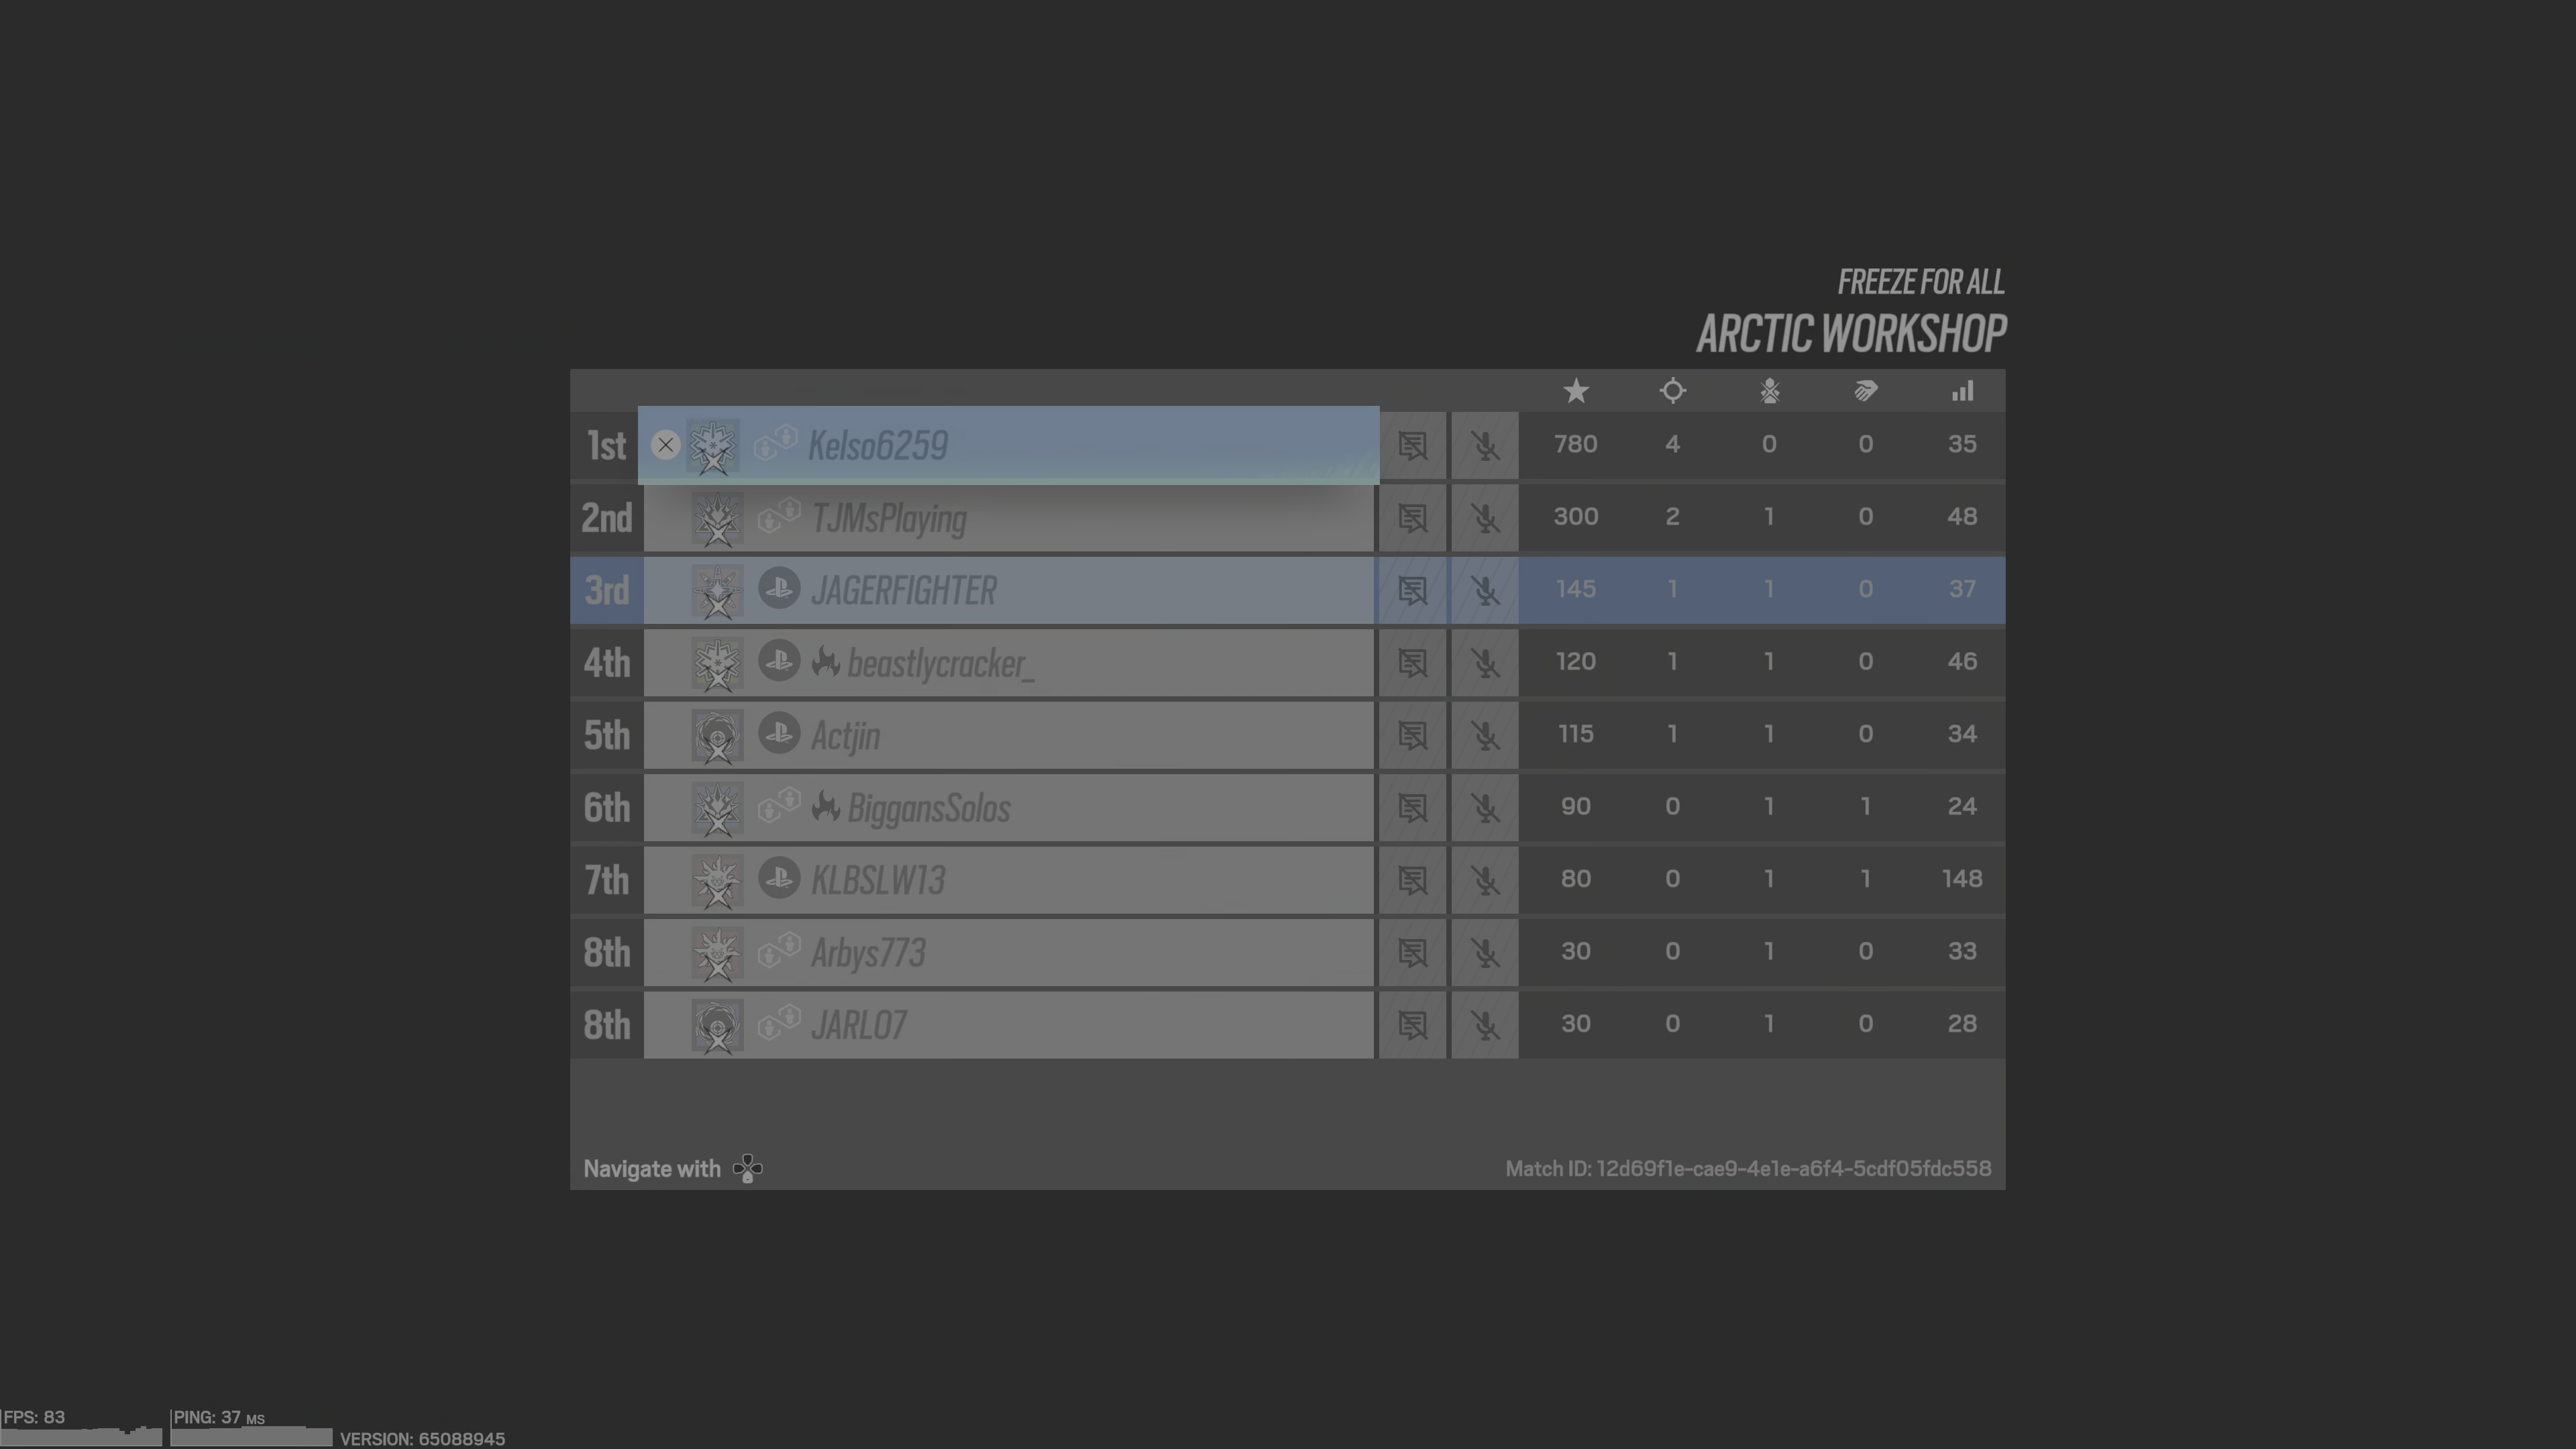 FREEZE FOR ALL
ARCTIC WORKSHOP
1st Kelso6259 780 4 0 0 35
2nd TJMsPlaying 300 2 1 0 48
3rd JAGERFIGHTER 145 1 1 0 37
4th beastlycracker_ 120 1 1 0 46
5th Actjin 115 1 1 0 34
6th BiggansSolos 90 0 1 1 24
7th KLBSLW13 80 0 1 1 148
8th Arbys773 30 0 1 0 33
8th JARL07 30 0 1 0 28
Navigate with
Match ID: 12d69f1e-cae9-4e1e-a6f4-5cdf05fdc558
FPS: 83 PING: 37 MS
VERSION: 65088945